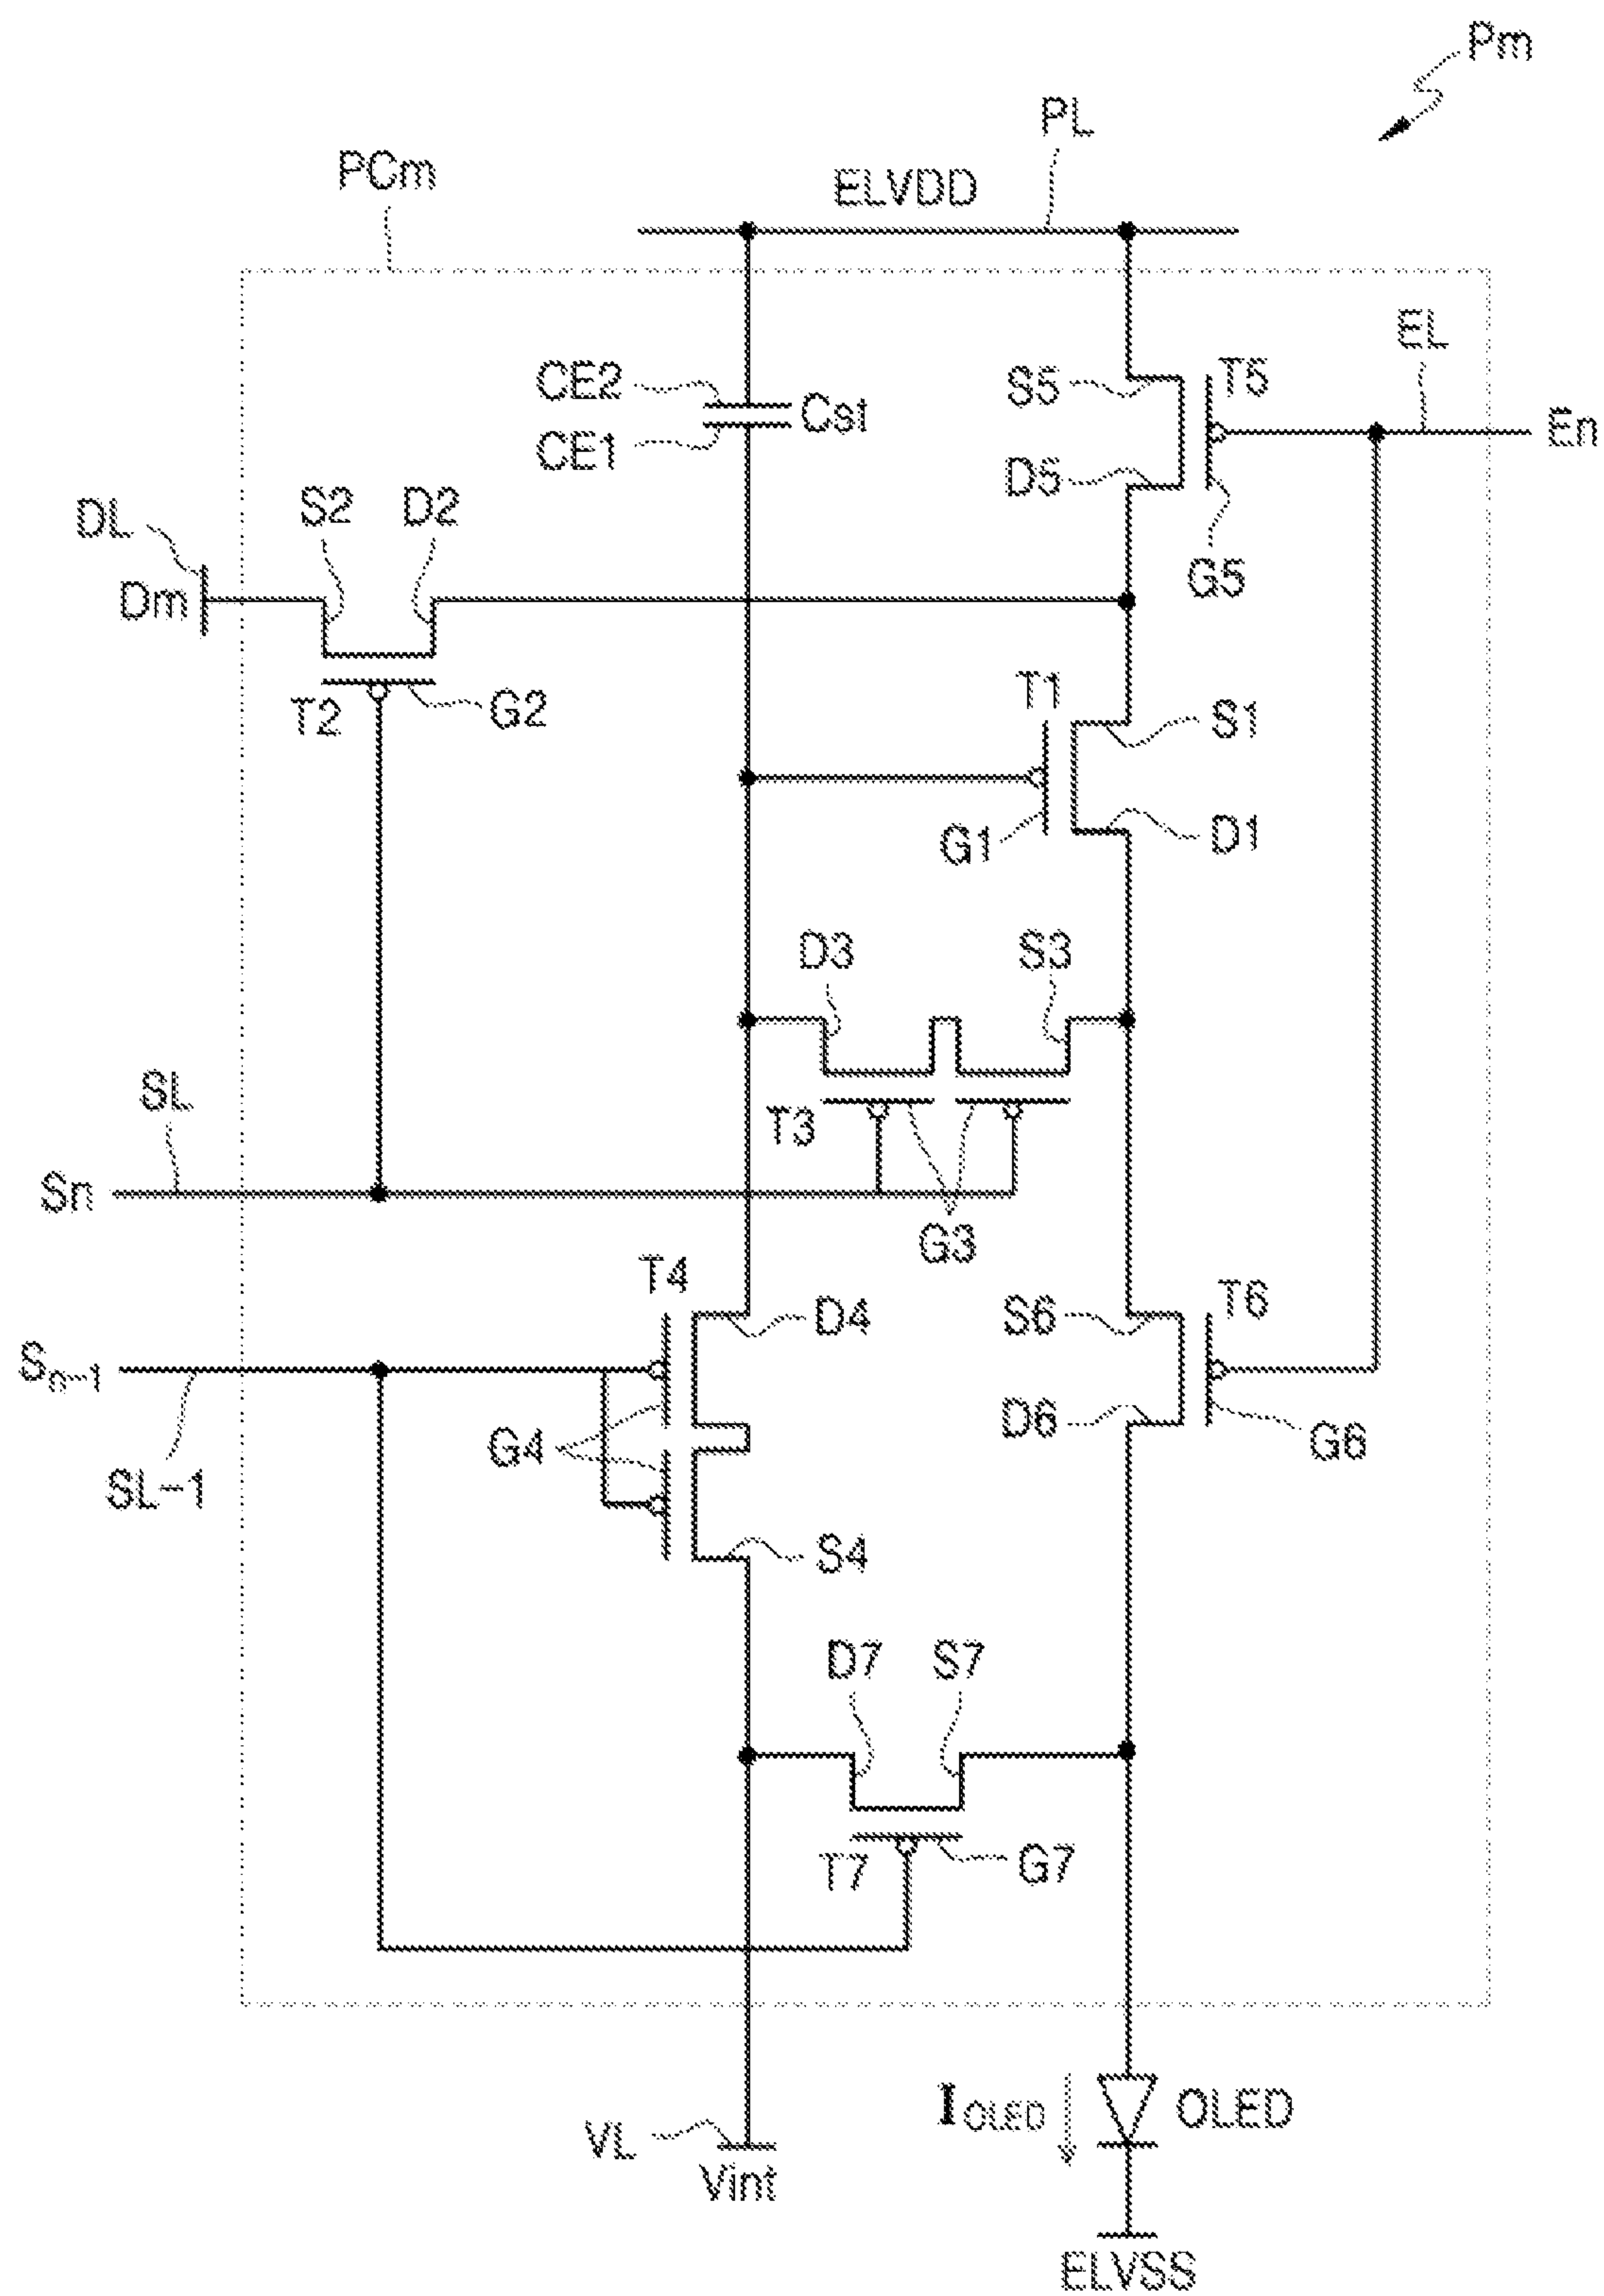 Pm
PL
PCm
ELVDD
EL
CE2
Cst
CE1
S5
T5
En
D5
G5
DL
S2
D2
Dm
T2
G2
T1
S1
G1
D1
D3
S3
SL
T3
Sn
G3
T4
D4
S6
T6
Sn-1
G4
D6
G6
SL-1
S4
D7
S7
T7
G7
IOLED
OLED
VL
Vint
ELVSS